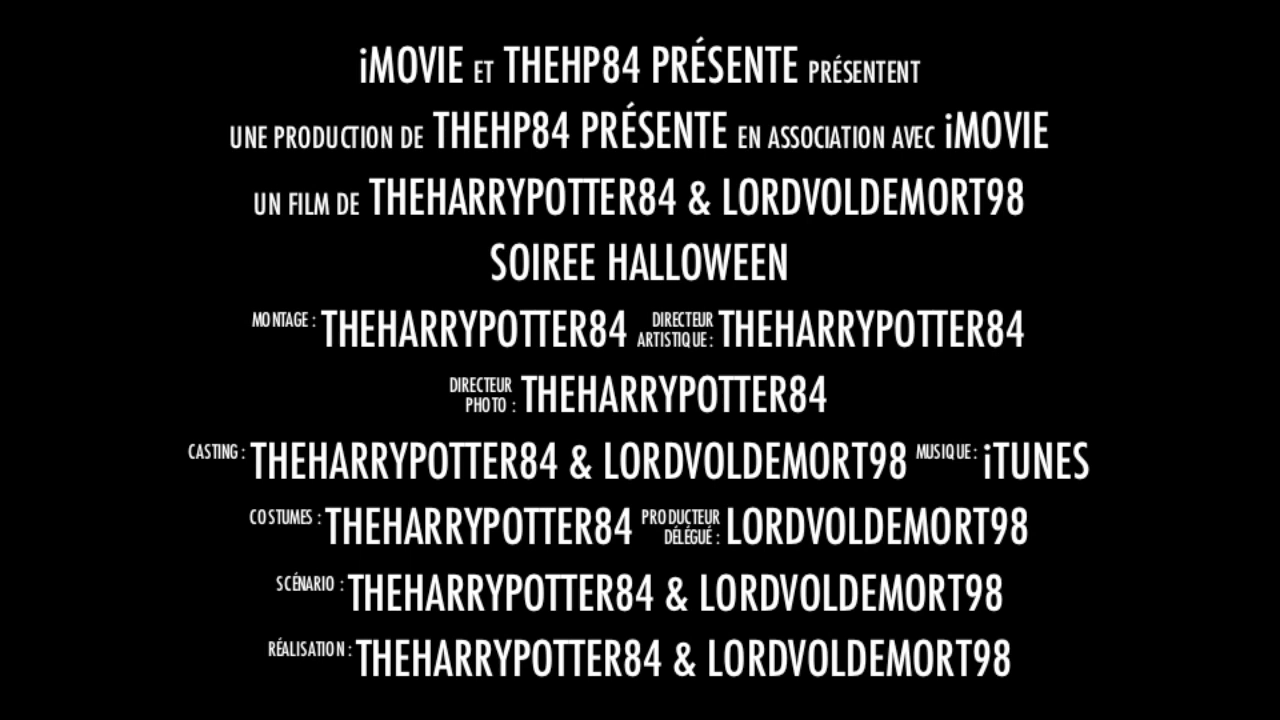 iMOVIE ET THEHP84 PRÉSENTE PRÉSENTENT
UNE PRODUCTION DE THEHP84 PRÉSENTE EN ASSOCIATION AVEC iMOVIE
UN FILM DE THEHARRYPOTTER84 & LORDVOLDEMORT98
SOIREE HALLOWEEN
MONTAGE : THEHARRYPOTTER84 DIRECTEUR ARTISTIQUE : THEHARRYPOTTER84
DIRECTEUR PHOTO : THEHARRYPOTTER84
CASTING : THEHARRYPOTTER84 & LORDVOLDEMORT98 MUSIQUE : iTUNES
COSTUMES : THEHARRYPOTTER84 PRODUCTEUR DÉLÉGUÉ : LORDVOLDEMORT98
SCÉNARIO : THEHARRYPOTTER84 & LORDVOLDEMORT98
RÉALISATION : THEHARRYPOTTER84 & LORDVOLDEMORT98